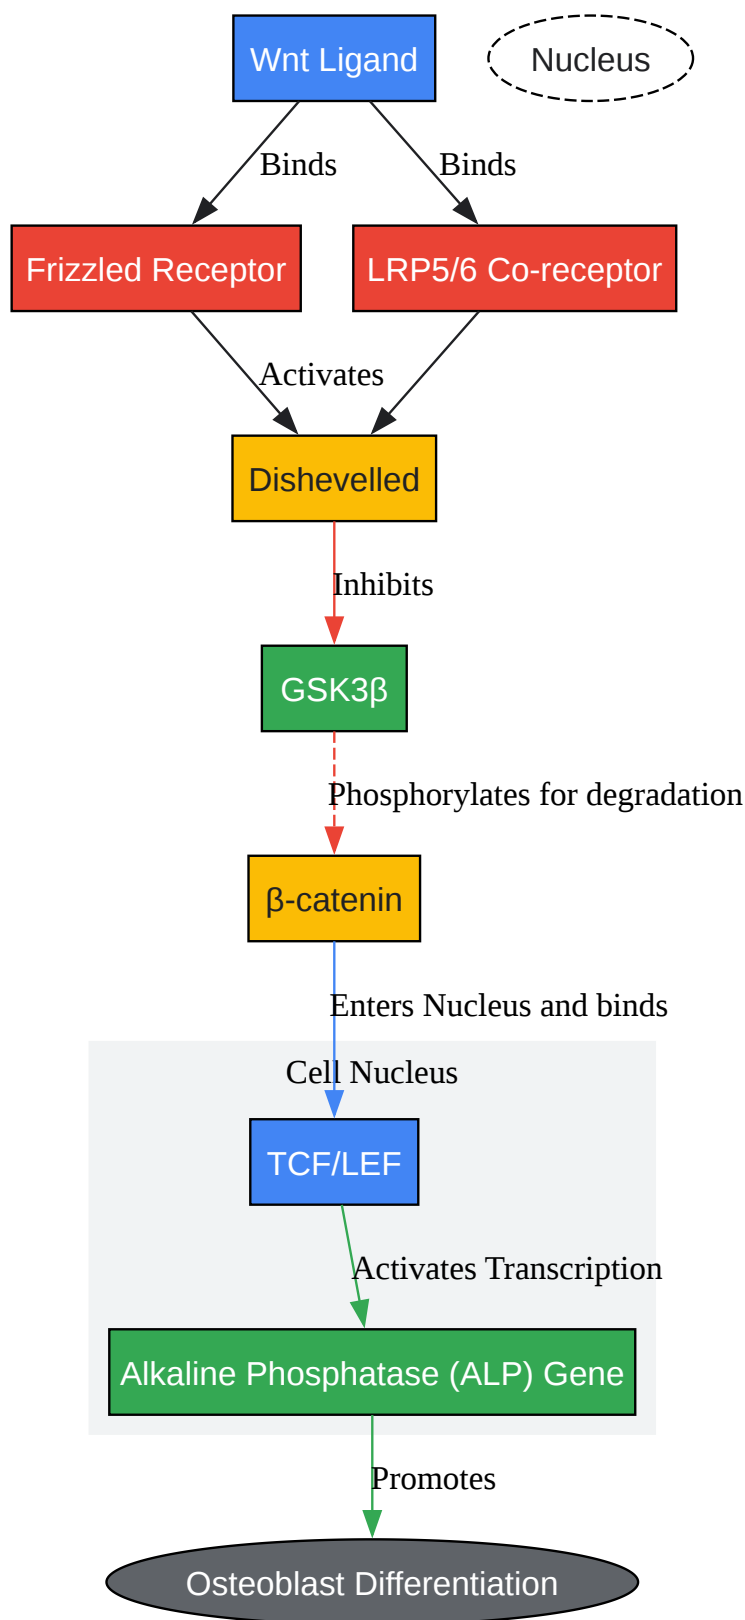 Wnt Ligand
Nucleus
Binds
Binds
Frizzled Receptor
LRP5/6 Co-receptor
Activates
Dishevelled
Inhibits
GSK3β
Phosphorylates for degradation
β-catenin
Enters Nucleus and binds
Cell Nucleus
TCF/LEF
Activates Transcription
Alkaline Phosphatase (ALP) Gene
Promotes
Osteoblast Differentiation